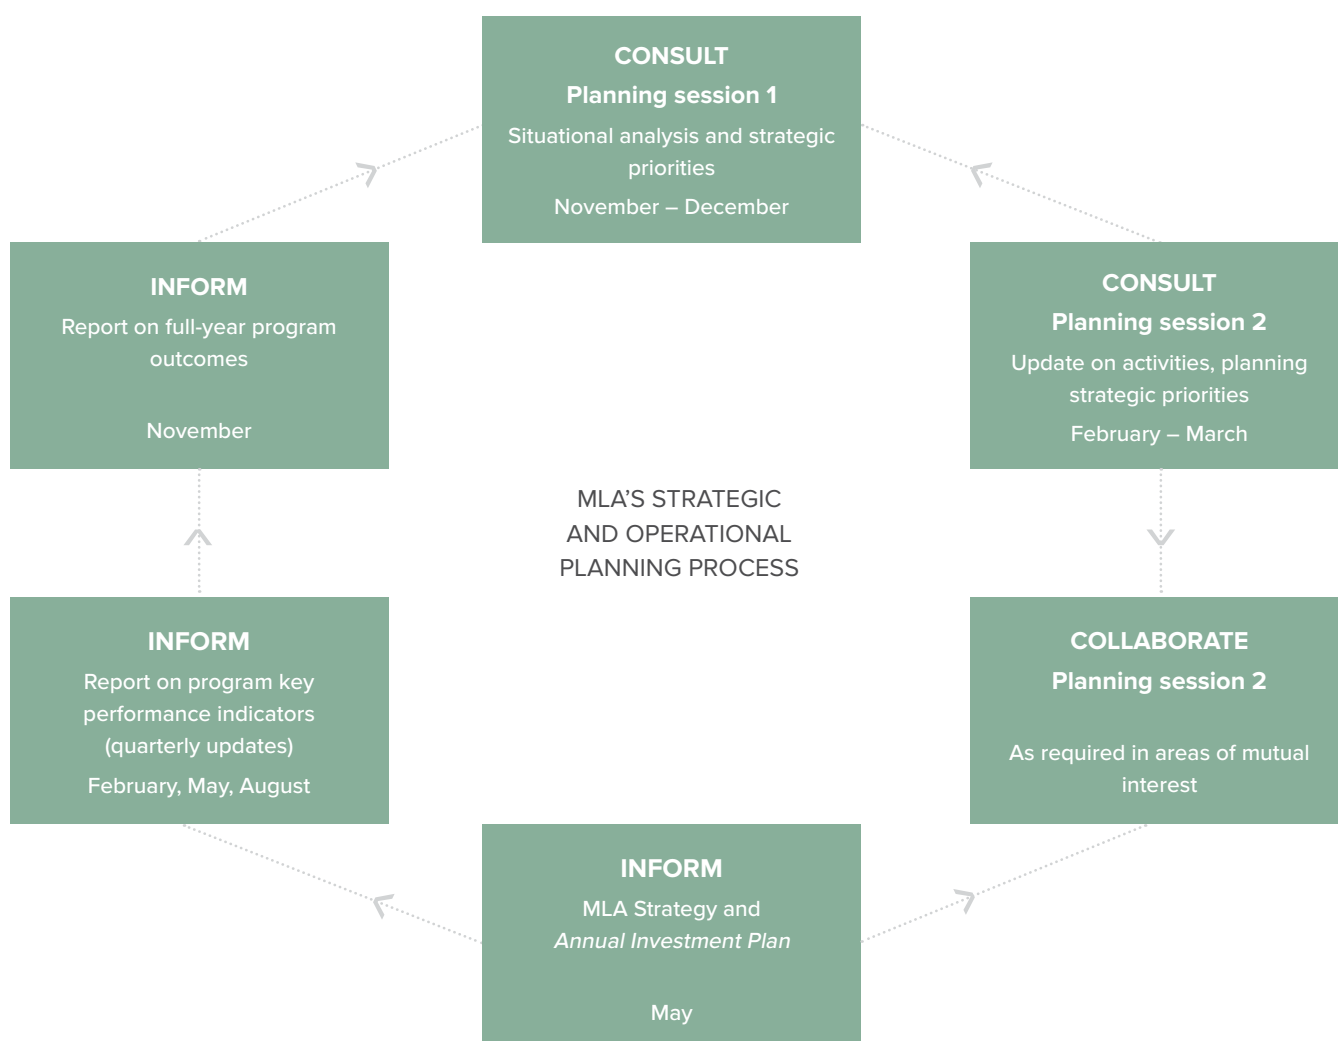 CONSULT
Planning session 1
Situational analysis and strategic
priorities
November – December
CONSULT
Planning session 2
Update on activities, planning
strategic priorities
February – March
COLLABORATE
Planning session 2
As required in areas of mutual
interest
INFORM
MLA Strategy and
Annual Investment Plan
May
INFORM
Report on program key
performance indicators
(quarterly updates)
February, May, August
INFORM
Report on full-year program
outcomes
November
MLA’S STRATEGIC
AND OPERATIONAL
PLANNING PROCESS